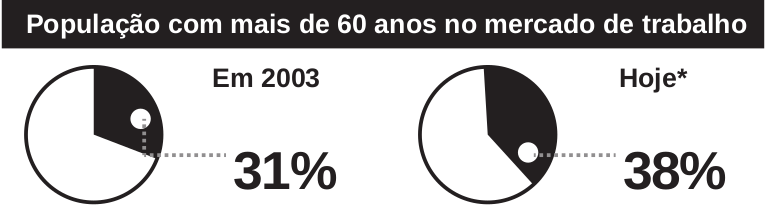 População com mais de 60 anos no mercado de trabalho
Em 2003
31%
Hoje*
38%